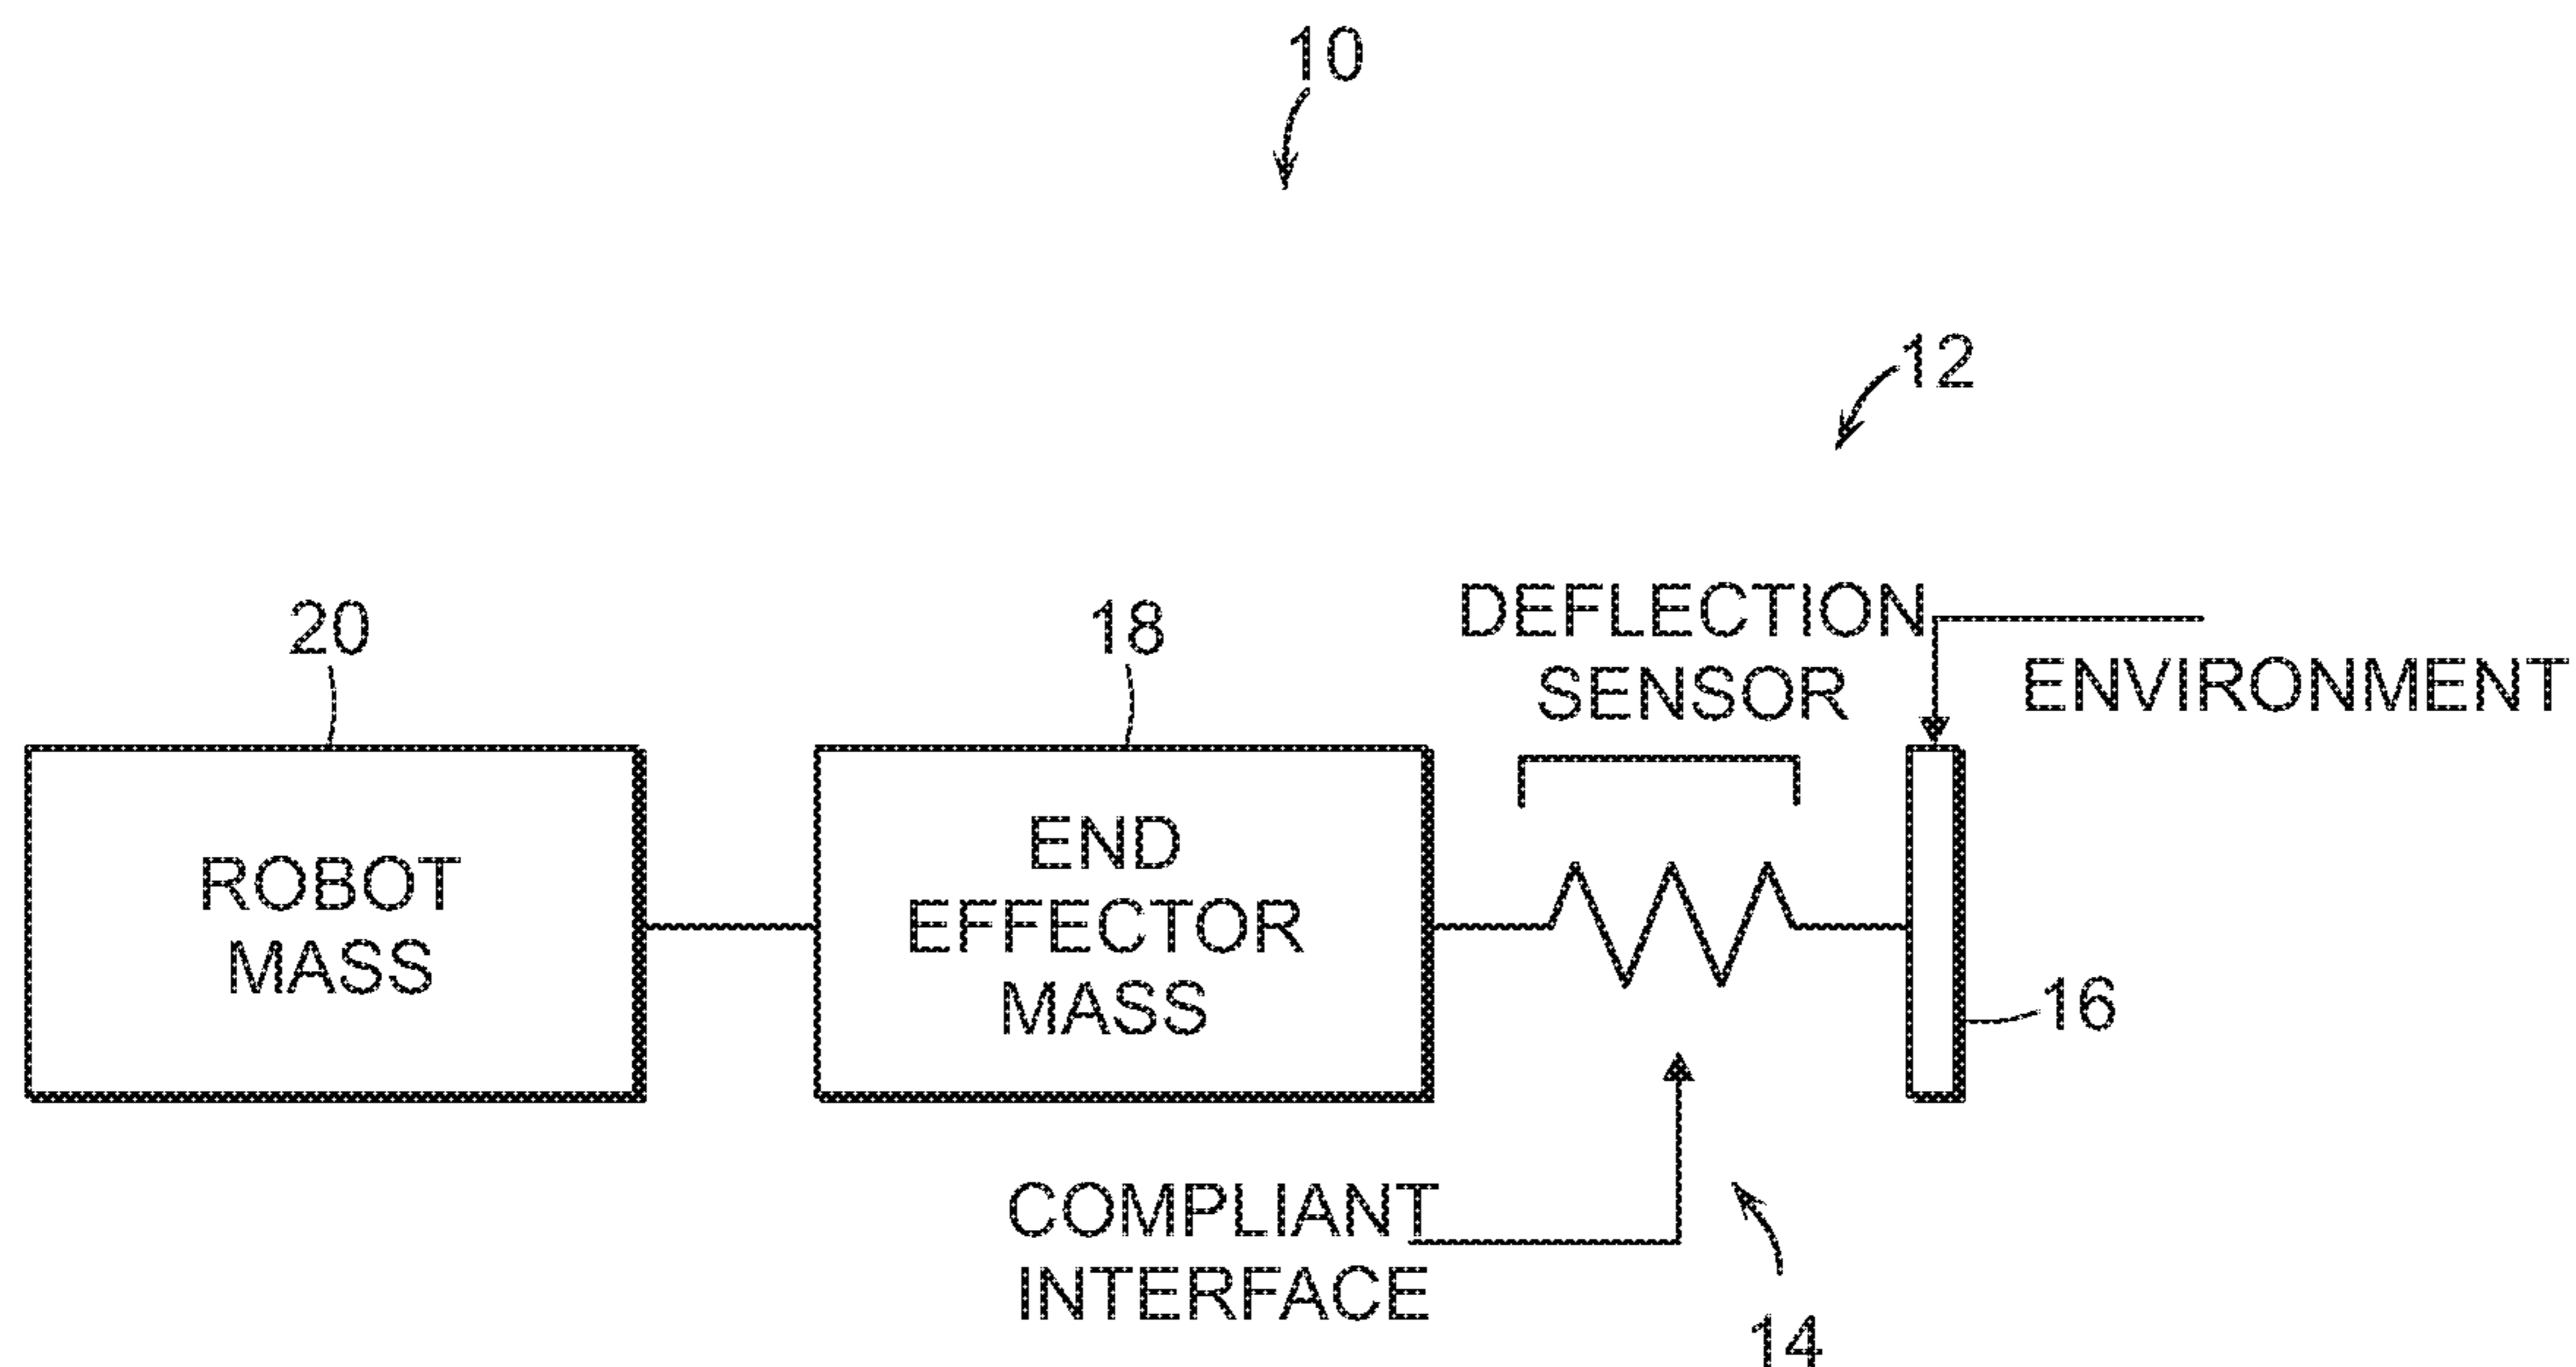 10
12
20
18
DEFLECTION
SENSOR
ENVIRONMENT
ROBOT
MASS
END
EFFECTOR
MASS
16
COMPLIANT
INTERFACE
14